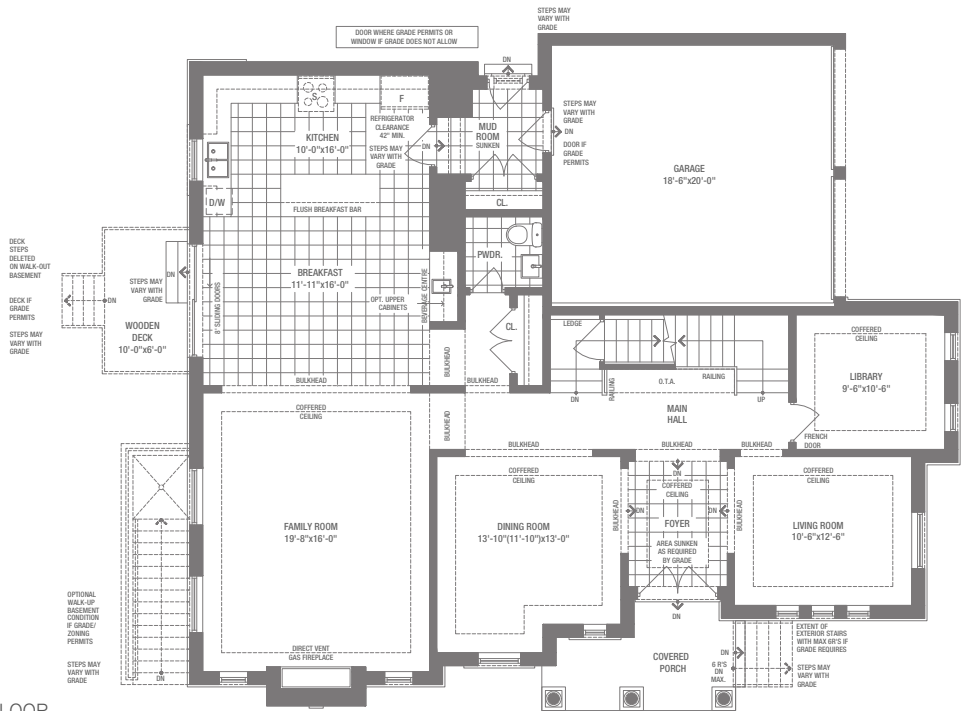 STEPS MAY
VARY WITH
GRADE
DOOR WHERE GRADE PERMITS OR
WINDOW IF GRADE DOES NOT ALLOW
DN
S
F
REFRIGERATOR
CLEARANCE
42" MIN.
KITCHEN
10'-0"x16'-0"
STEPS MAY
VARY WITH
GRADE
DN
MUD
ROOM
SUNKEN
STEPS MAY
VARY WITH
GRADE
DN
DOOR IF
GRADE
PERMITS
GARAGE
18'-6"x20'-0"
D/W
FLUSH BREAKFAST BAR
CL.
PWDR.
DECK
STEPS
DELETED
ON WALK-OUT
BASEMENT
DECK IF
GRADE
PERMITS
STEPS MAY
VARY WITH
GRADE
DN
WOODEN
DECK
10'-0"x6'-0"
DN
STEPS MAY
VARY WITH
GRADE
8' SLIDING DOORS
BREAKFAST
11'-11"x16'-0"
OPT. UPPER
CABINETS
BEVERAGE CENTRE
CL.
BULKHEAD
BULKHEAD
BULKHEAD
LEDGE
DN
RAILING
O.T.A.
RAILING
UP
COFFERED
CEILING
LIBRARY
9'-6"x10'-6"
FRENCH
DOOR
MAIN
HALL
BULKHEAD
BULKHEAD
BULKHEAD
BULKHEAD
COFFERED
CEILING
FAMILY ROOM
19'-8"x16'-0"
DIRECT VENT
GAS FIREPLACE
COFFERED
CEILING
DINING ROOM
13'-10"(11'-10")x13'-0"
BULKHEAD
DN
COFFERED
CEILING
DN
DN
FOYER
AREA SUNKEN
AS REQUIRED
BY GRADE
DN
BULKHEAD
COFFERED
CEILING
LIVING ROOM
10'-6"x12'-6"
OPTIONAL
WALK-UP
BASEMENT
CONDITION
IF GRADE/
ZONING
PERMITS
STEPS MAY
VARY WITH
GRADE
DN
COVERED
PORCH
EXTENT OF
EXTERIOR STAIRS
WITH MAX 6R'S IF
GRADE REQUIRES
DN
6 R'S
DN
MAX.
STEPS MAY
VARY WITH
GRADE